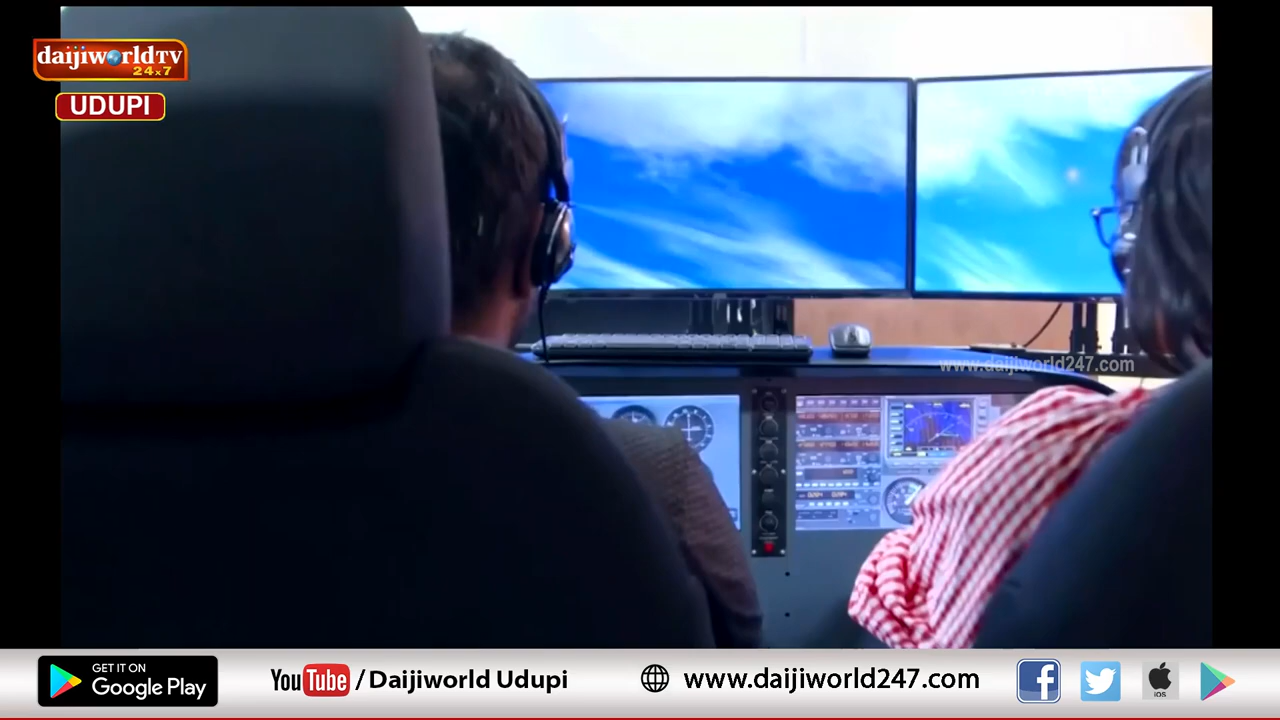 daijiworldTV
24x7
UDUPI
www.daijiworld247.com
GET IT ON
Google Play
YouTube /Daijiworld Udupi
www.daijiworld247.com
iOS